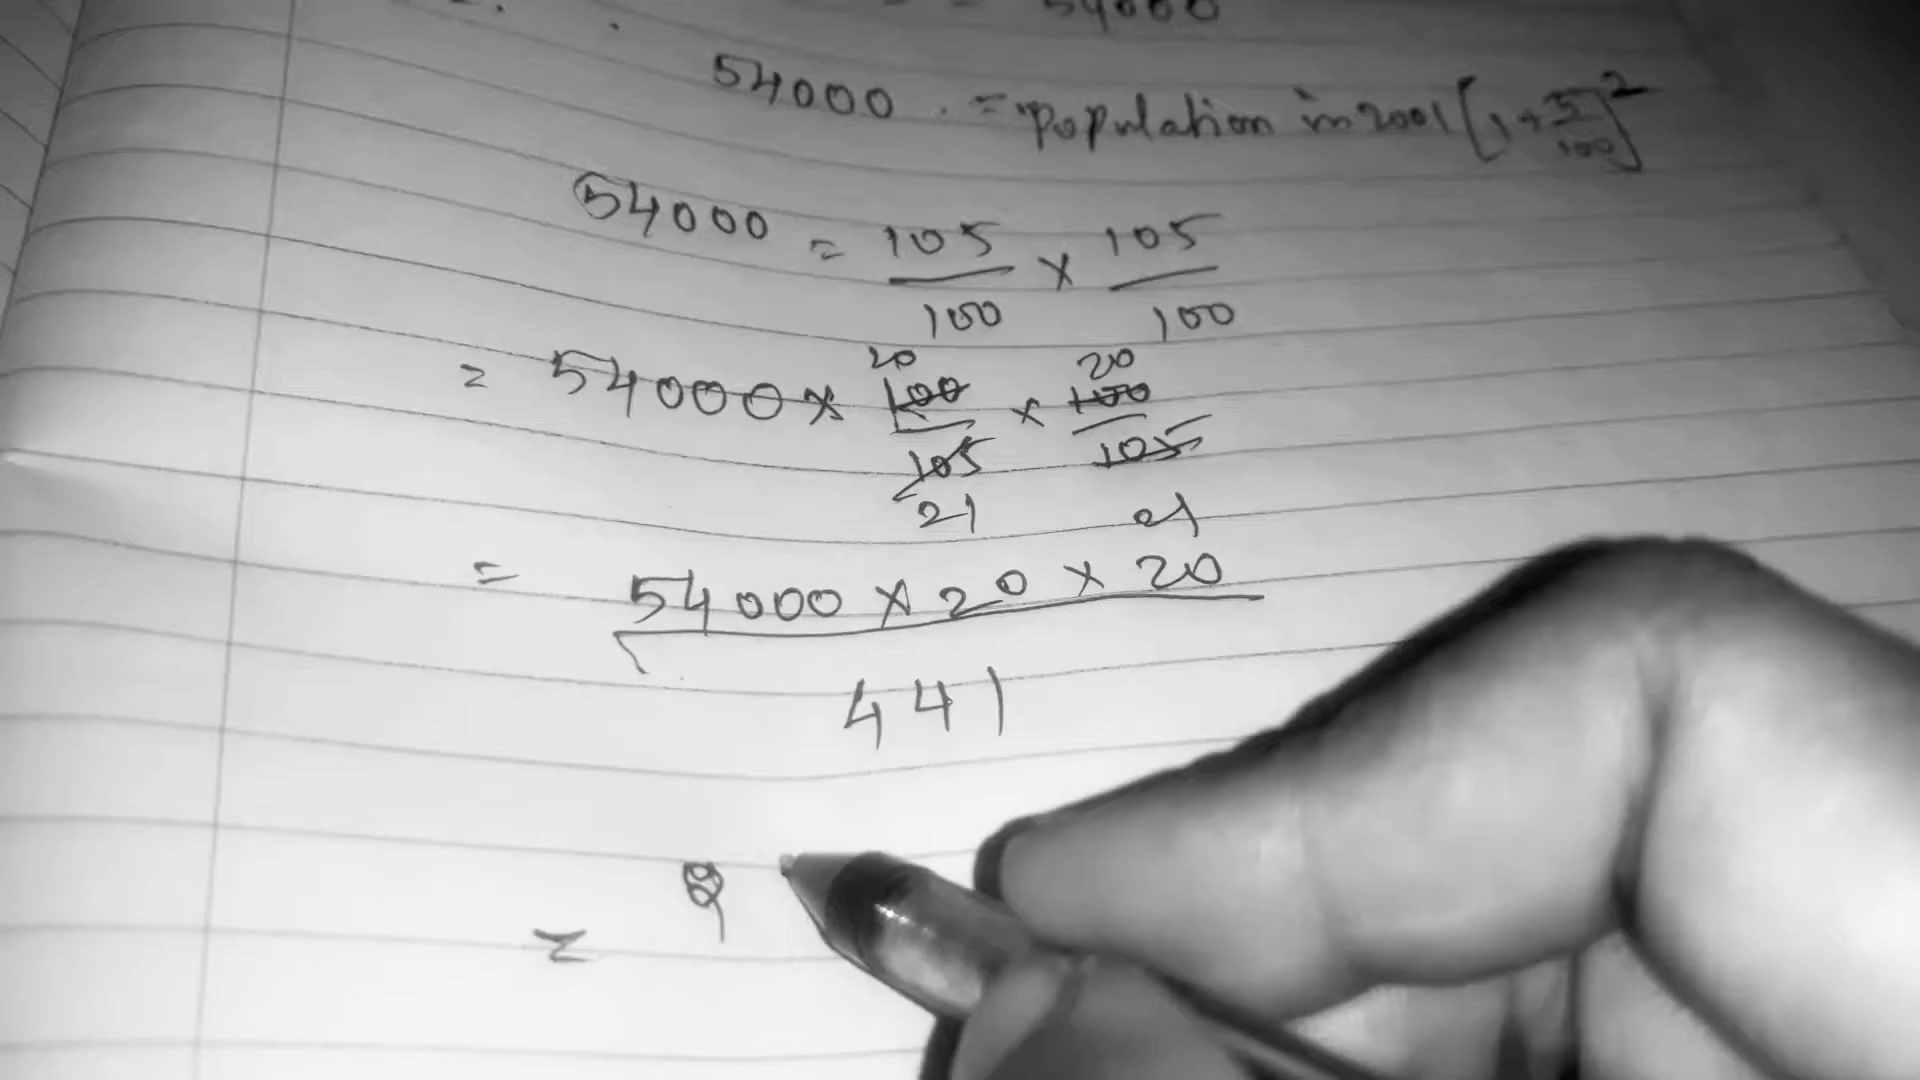 54000
54000 . = Population in 2001 [1+5/100]²
54000 = 105/100 × 105/100
20 20
= 54000 × 100/105 × 100/105
21 21
= 54000 × 20 × 20
441
=